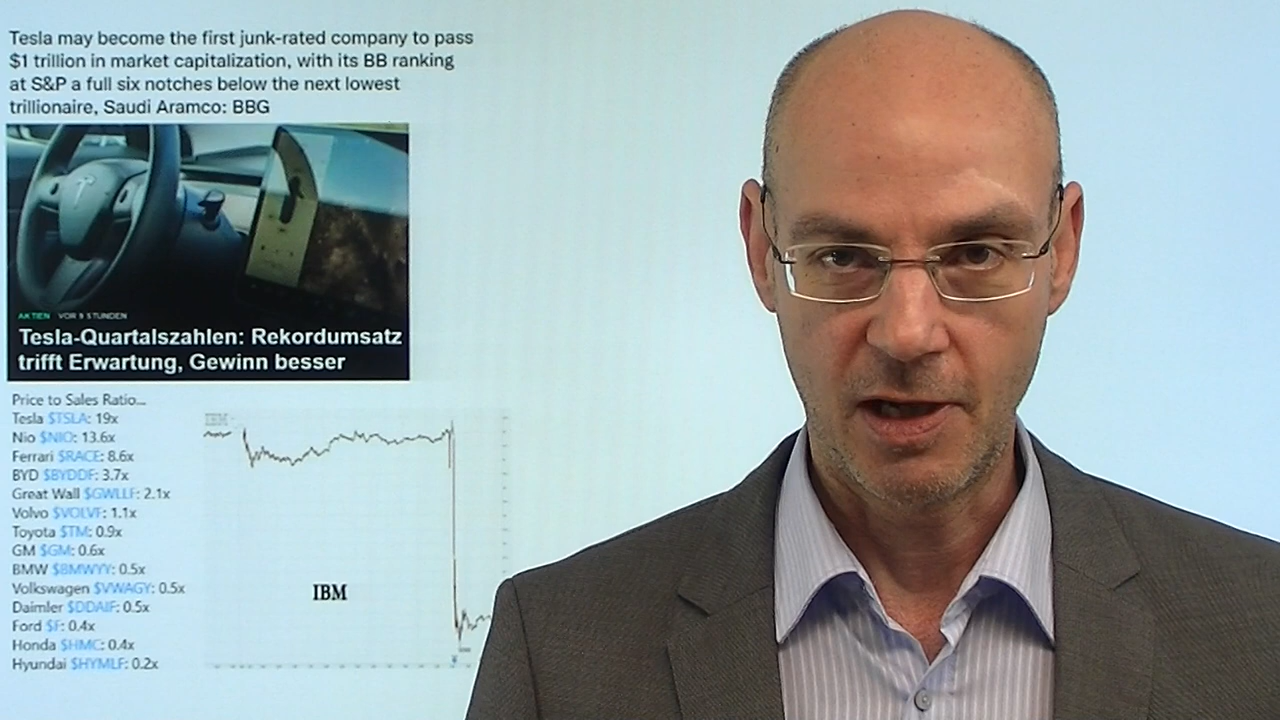 Tesla may become the first junk-rated company to pass
$1 trillion in market capitalization, with its BB ranking
at S&P a full six notches below the next lowest
trillionaire, Saudi Aramco: BBG
AKTIEN VOR 9 STUNDEN
Tesla-Quartalszahlen: Rekordumsatz
trifft Erwartung, Gewinn besser
Price to Sales Ratio...
Tesla $TSLA: 19x
Nio $NIO: 13.6x
Ferrari $RACE: 8.6x
BYD $BYDDF: 3.7x
Great Wall $GWLLF: 2.1x
Volvo $VOLVF: 1.1x
Toyota $TM: 0.9x
GM $GM: 0.6x
BMW $BMWYY: 0.5x
Volkswagen $VWAGY: 0.5x
Daimler $DDAIF: 0.5x
Ford $F: 0.4x
Honda $HMC: 0.4x
Hyundai $HYMLF: 0.2x
IBM
IBM